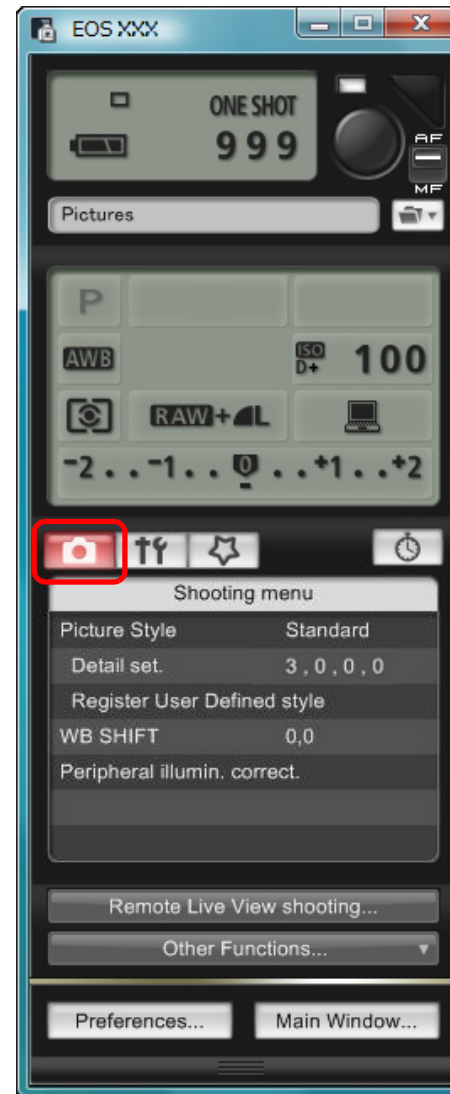 EOS XXX
ONE SHOT
999
AF
MF
Pictures
P
AWB ISO D+ 100
RAW+L
-2..-1..0..+1..+2
Shooting menu
Picture Style Standard
Detail set. 3,0,0,0
Register User Defined style
WB SHIFT 0,0
Peripheral illumin. correct.
Remote Live View shooting...
Other Functions...
Preferences... Main Window...